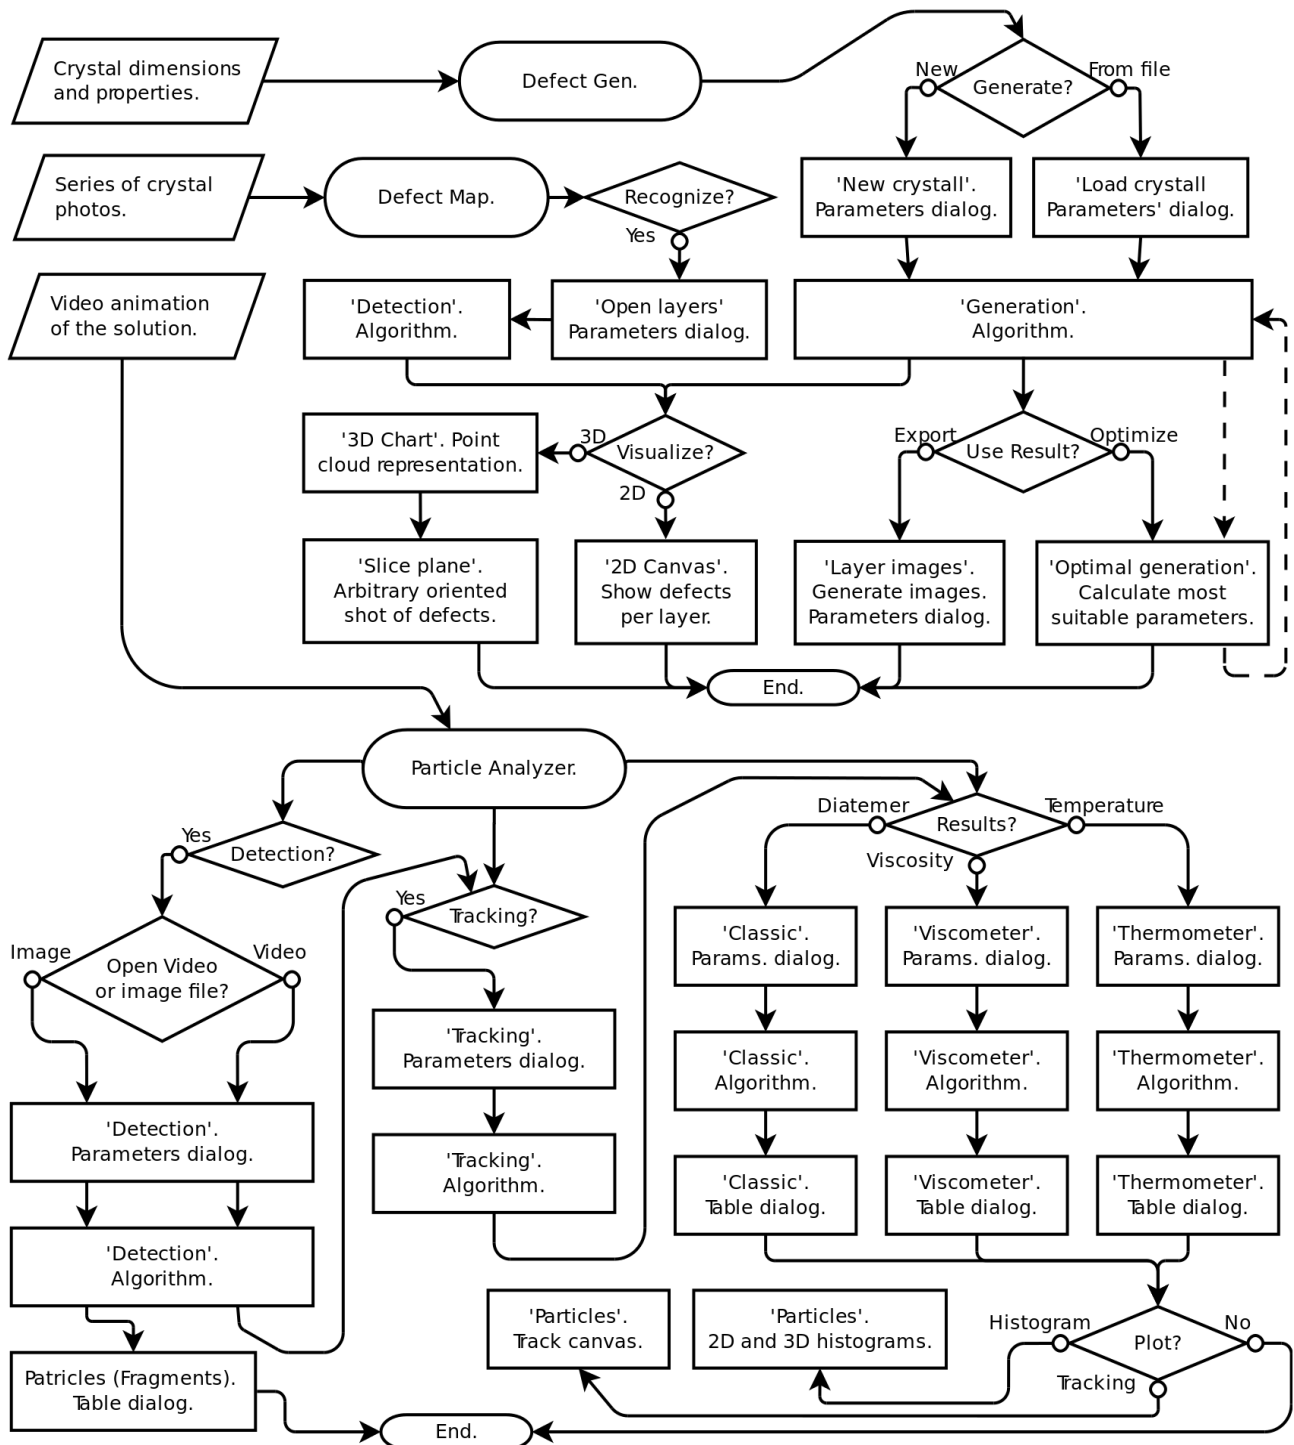 Crystal dimensions
and properties.
Defect Gen.
New
Generate?
From file
Series of crystal
photos.
Defect Map.
Recognize?
Yes
'New crystall'.
Parameters dialog.
'Load crystall
Parameters' dialog.
Video animation
of the solution.
'Detection'.
Algorithm.
'Open layers'
Parameters dialog.
'Generation'.
Algorithm.
'3D Chart'. Point
cloud representation.
3D
Visualize?
2D
Export
Use Result?
Optimize
'Slice plane'.
Arbitrary oriented
shot of defects.
'2D Canvas'.
Show defects
per layer.
'Layer images'.
Generate images.
Parameters dialog.
'Optimal generation'.
Calculate most
suitable parameters.
End.
Particle Analyzer.
Yes
Detection?
Diatemer
Results?
Temperature
Viscosity
Yes
Tracking?
Image
Open Video
or image file?
Video
'Classic'.
Params. dialog.
'Viscometer'.
Params. dialog.
'Thermometer'.
Params. dialog.
'Tracking'.
Parameters dialog.
'Classic'.
Algorithm.
'Viscometer'.
Algorithm.
'Thermometer'.
Algorithm.
'Detection'.
Parameters dialog.
'Tracking'.
Algorithm.
'Classic'.
Table dialog.
'Viscometer'.
Table dialog.
'Thermometer'.
Table dialog.
'Detection'.
Algorithm.
'Particles'.
Track canvas.
'Particles'.
2D and 3D histograms.
Histogram
Plot?
No
Tracking
Patricles (Fragments).
Table dialog.
End.